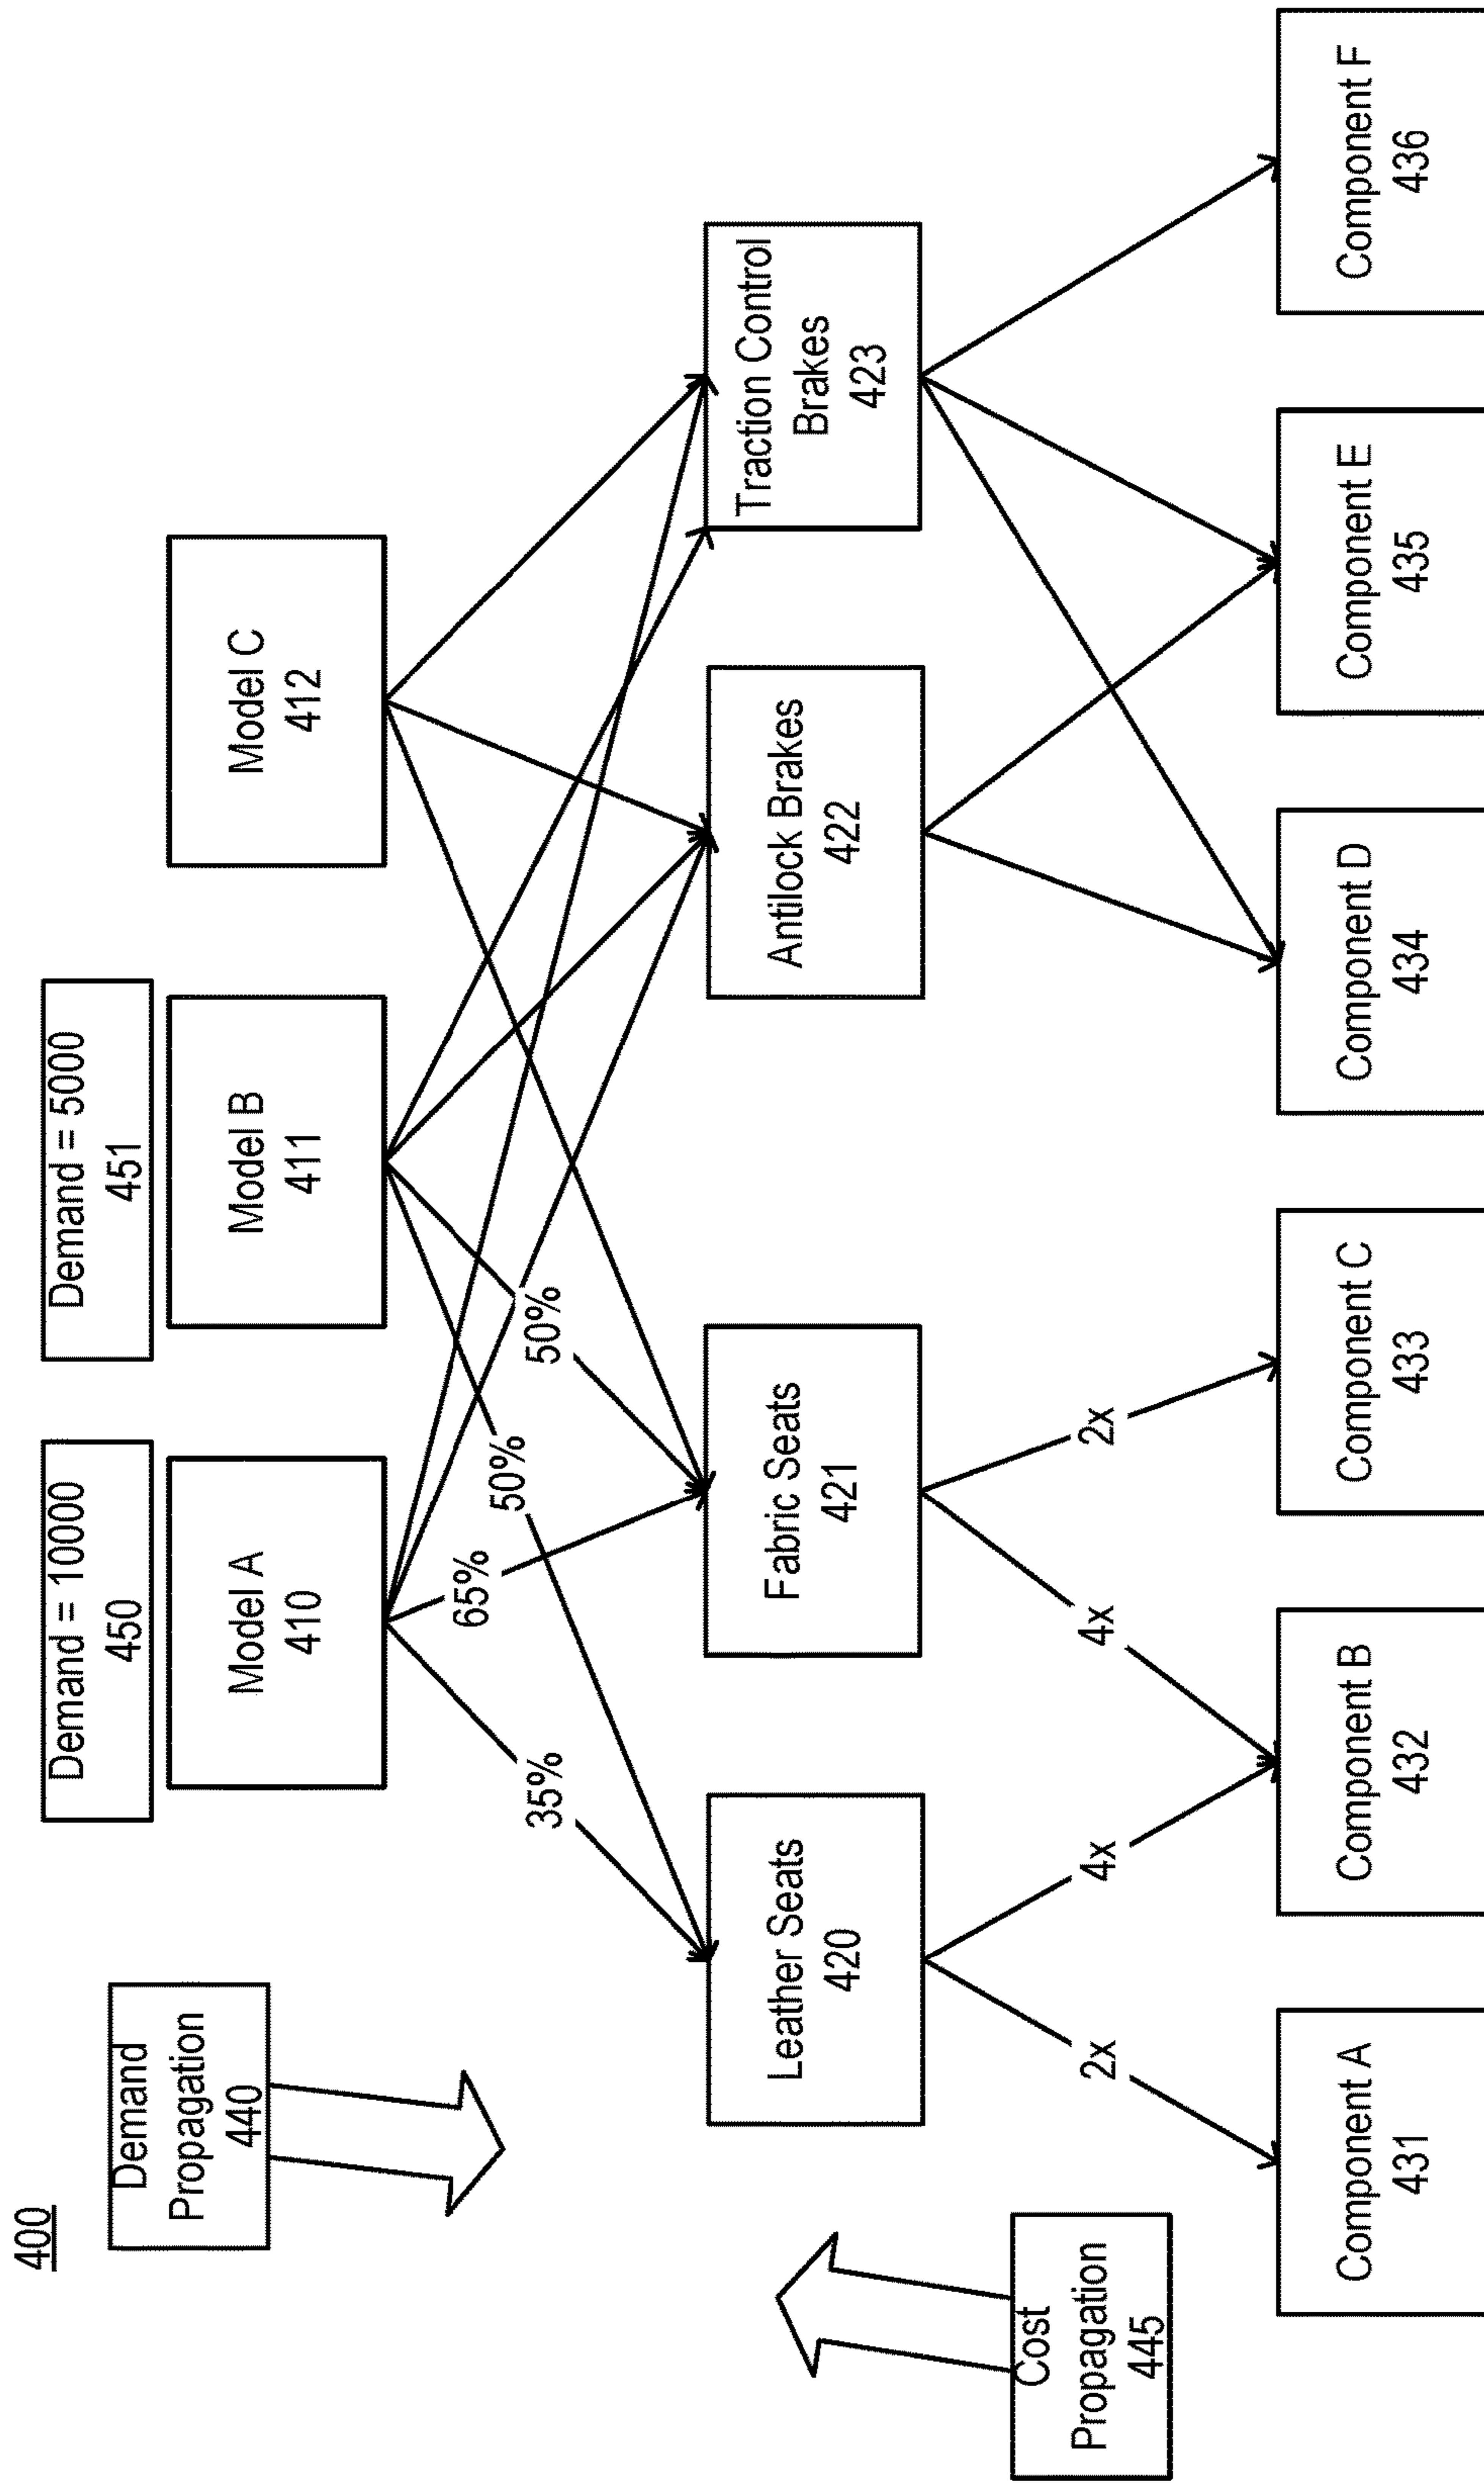 400
Demand
Propagation
440
Demand = 10000
450
Demand = 5000
451
Model A
410
Model B
411
Model C
412
35%
65%
50%
50%
Leather Seats
420
Fabric Seats
421
Antilock Brakes
422
Traction Control
Brakes
423
Cost
Propagation
445
2x
4x
4x
2x
Component A
431
Component B
432
Component C
433
Component D
434
Component E
435
Component F
436